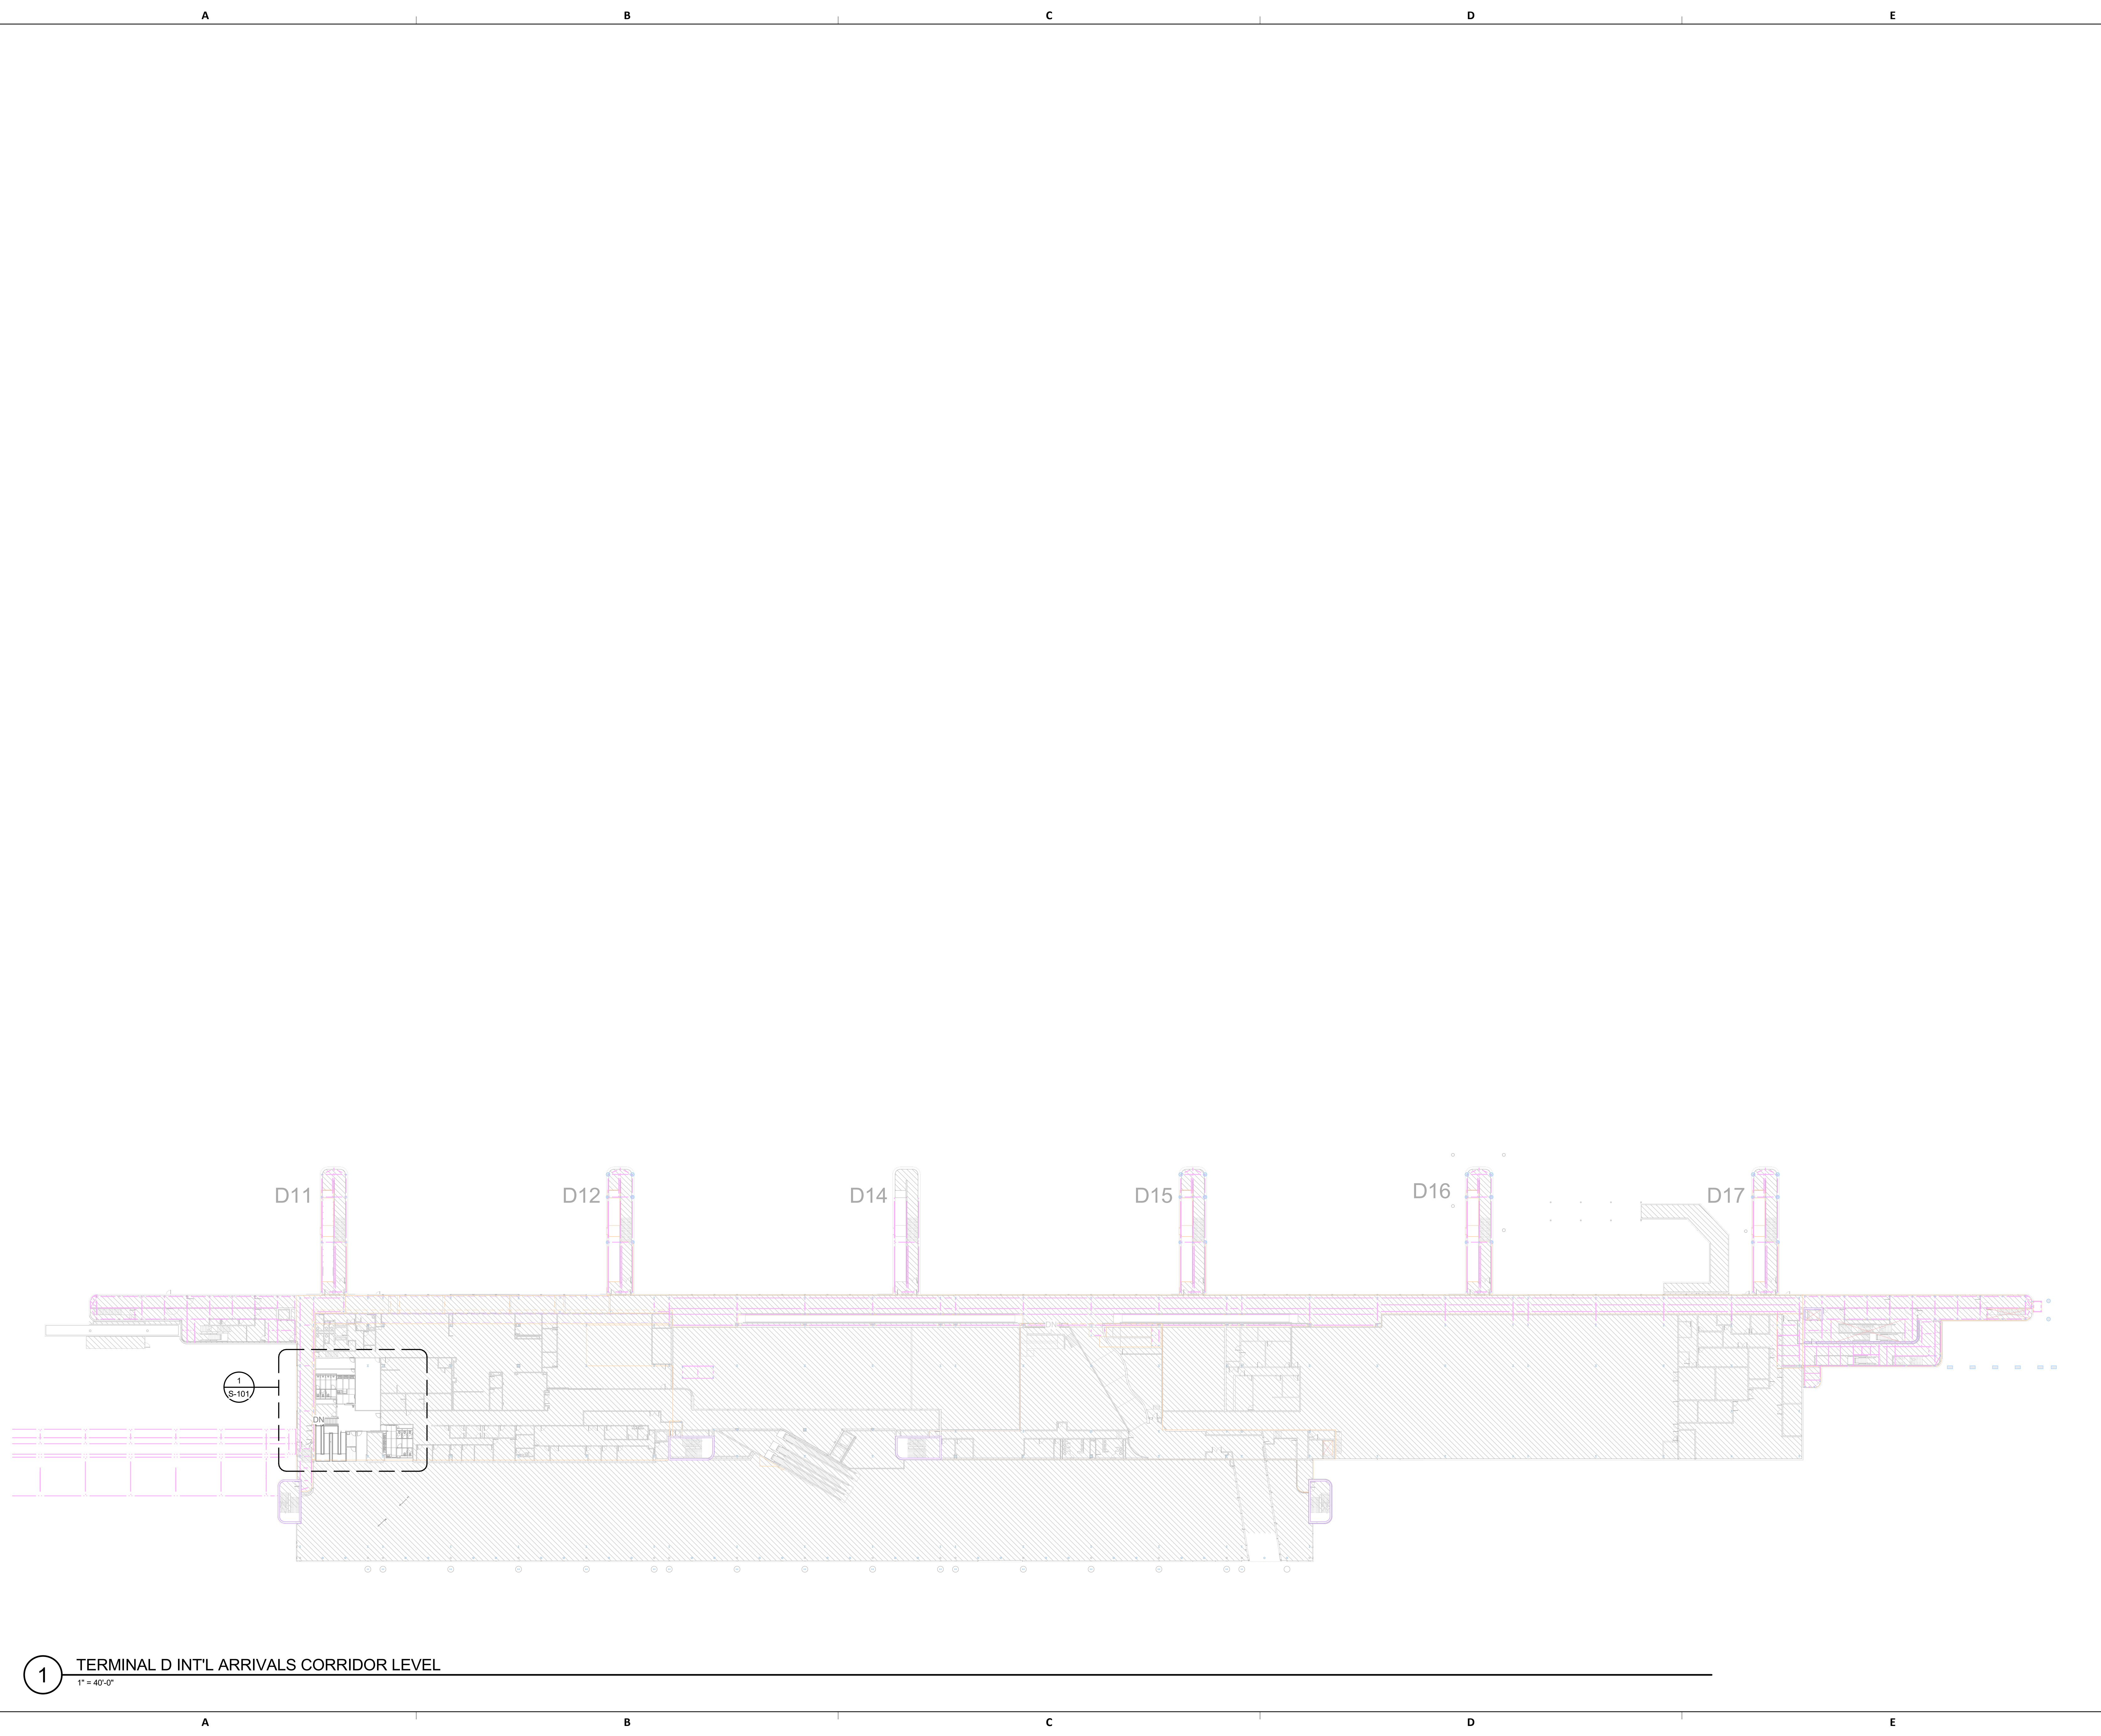 A B C D E
D11 D12 D14 D15 D16 D17
1
S-101
DN
1 TERMINAL D INT'L ARRIVALS CORRIDOR LEVEL
1" = 40'-0"
A B C D E